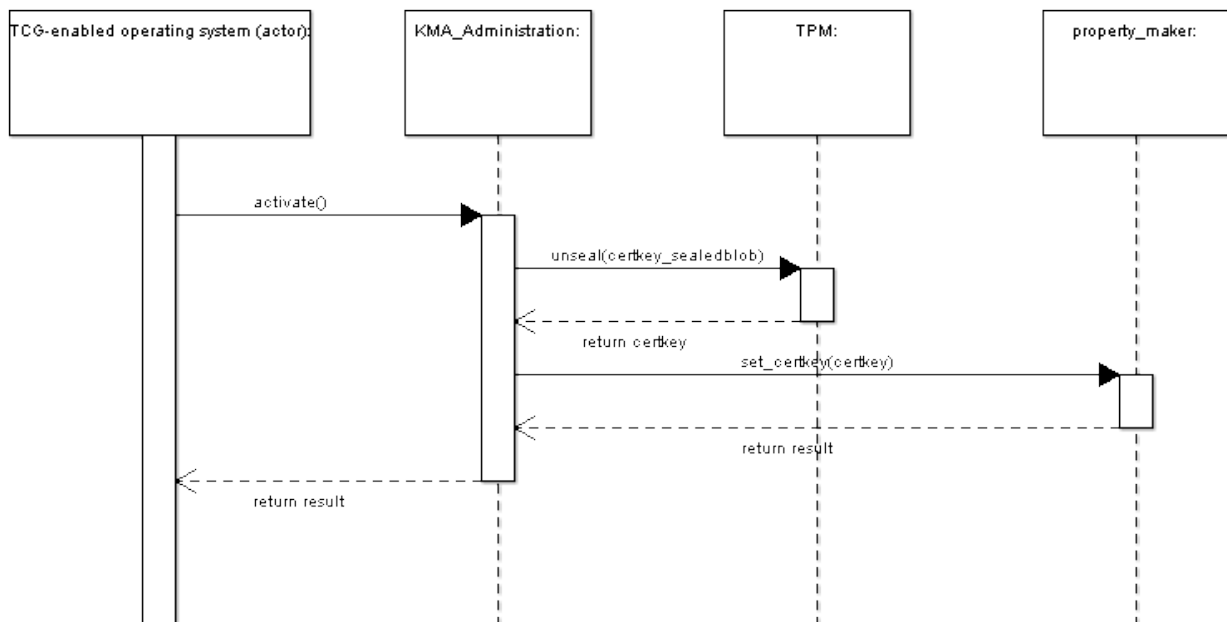 TCG-enabled operating system (actor):
KMA_Administration:
TPM:
property_maker:
activate()
unseal(certkey_sealedblob)
return certkey
set_certkey(certkey)
return result
return result